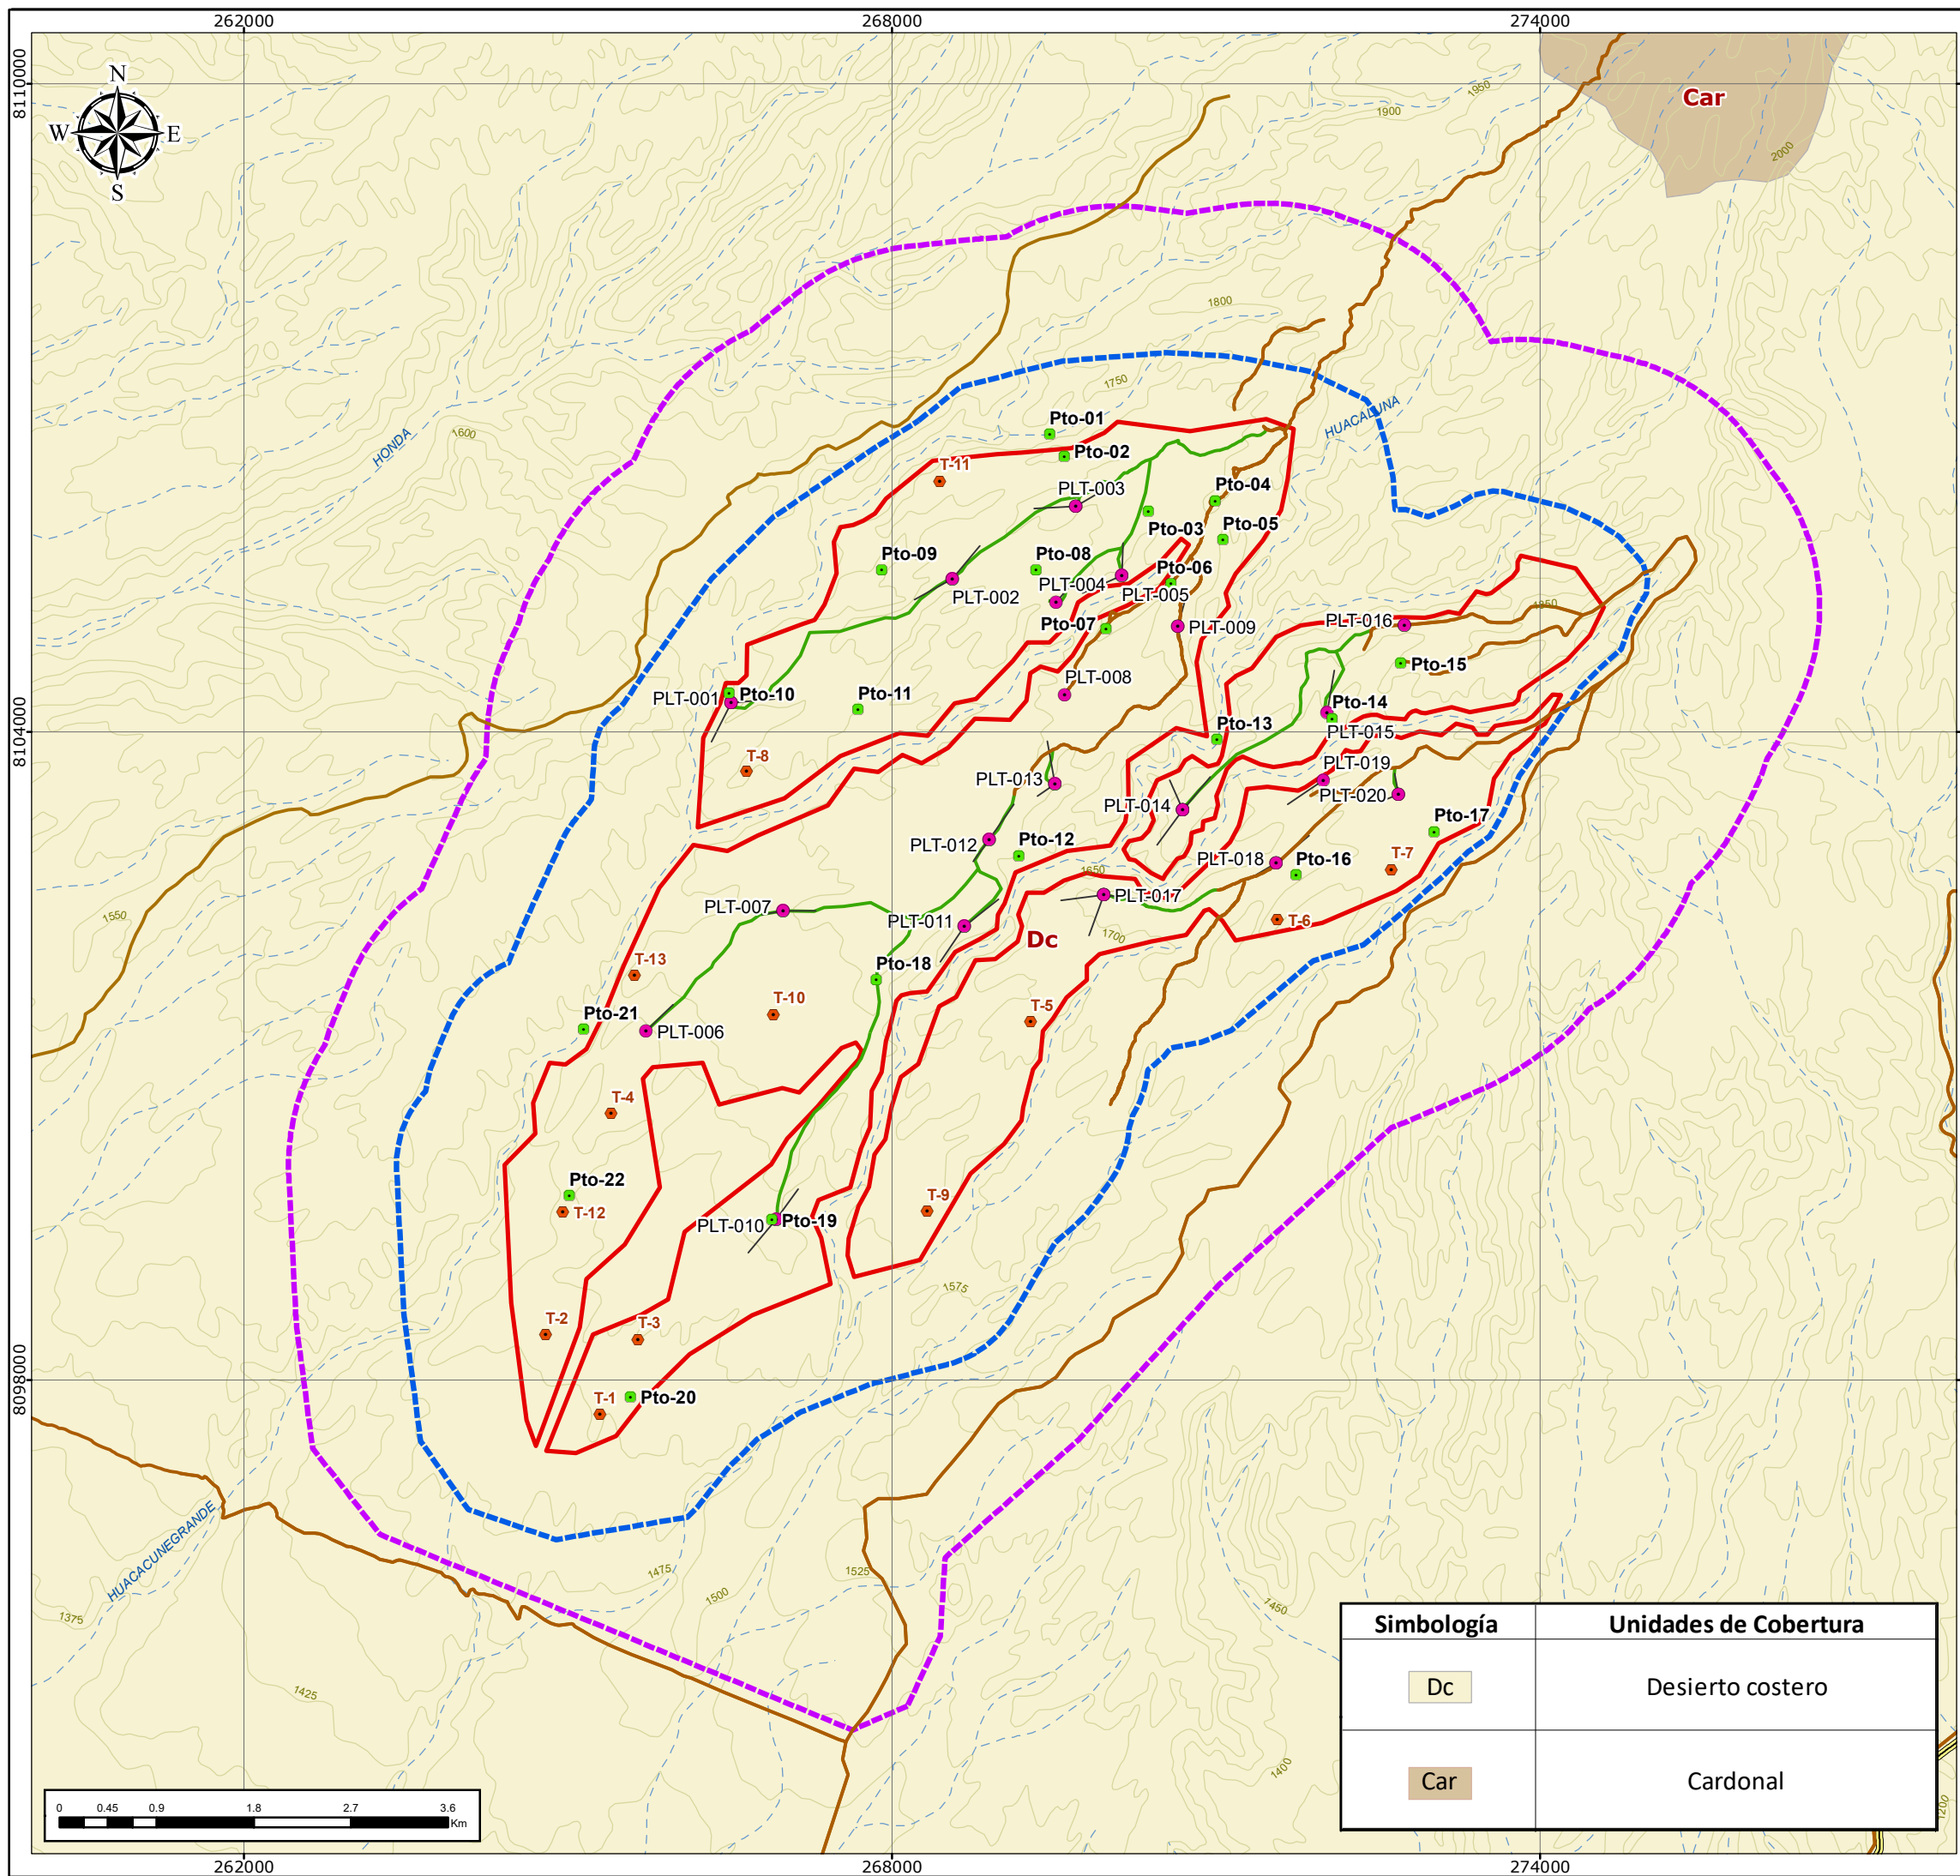 262000
268000
274000
8110000
8104000
8098000
N
W
E
S
Car
1950
1900
2000
1800
1750
HUACALUNA
HONDA
1600
Pto-01
Pto-02
T-11
PLT-003
Pto-04
Pto-03
Pto-05
Pto-09
Pto-08
PLT-004
Pto-06
PLT-002
PLT-005
Pto-07
PLT-009
PLT-016
1850
Pto-15
PLT-008
PLT-001
Pto-10
Pto-11
Pto-14
Pto-13
PLT-015
T-8
PLT-013
PLT-019
PLT-020
PLT-014
Pto-17
PLT-012
Pto-12
1650
PLT-018
Pto-16
T-7
PLT-007
PLT-017
1550
PLT-011
T-6
Dc
1700
Pto-18
T-13
T-10
T-5
Pto-21
PLT-006
T-4
Pto-22
T-12
T-9
PLT-010
Pto-19
1575
T-2
T-3
T-1
Pto-20
HUACACUNEGRANDE
1475
1500
1525
1450
1375
1425
1400
1200
Simbología
Unidades de Cobertura
Dc
Desierto costero
Car
Cardonal
0 0.45 0.9 1.8 2.7 3.6
Km
262000
268000
274000